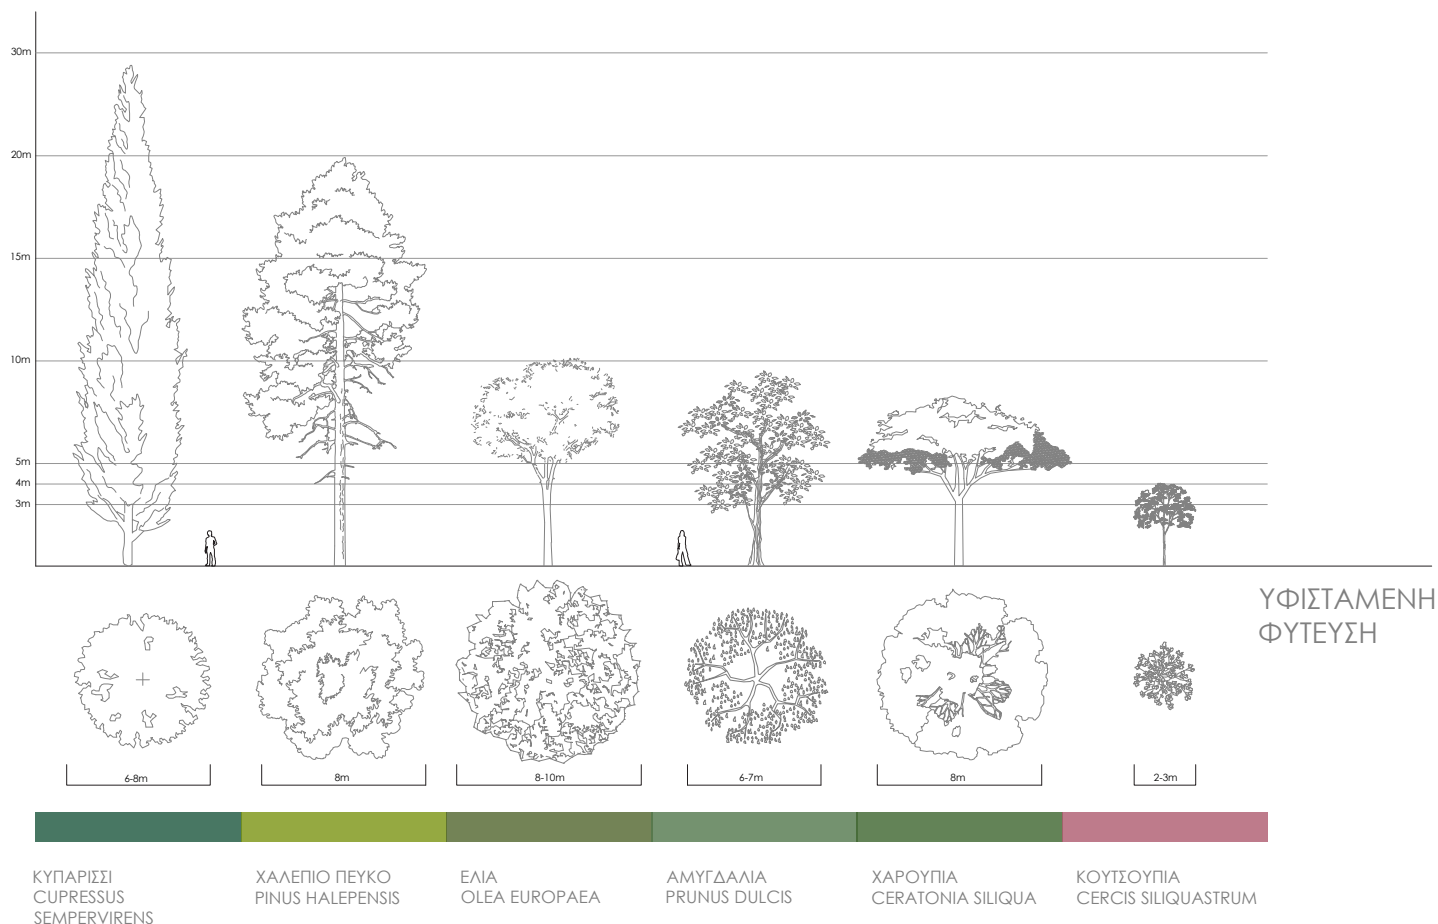 30m
20m
15m
10m
5m
4m
3m
ΥΦΙΣΤΑΜΕΝΗ
ΦΥΤΕΥΣΗ
6-8m
8m
8-10m
6-7m
8m
2-3m
ΚΥΠΑΡΙΣΣΙ
CUPRESSUS
SEMPERVIRENS
ΧΑΛΕΠΙΟ ΠΕΥΚΟ
PINUS HALEPENSIS
ΕΛΙΑ
OLEA EUROPAEA
ΑΜΥΓΔΑΛΙΑ
PRUNUS DULCIS
ΧΑΡΟΥΠΙΑ
CERATONIA SILIQUA
ΚΟΥΤΣΟΥΠΙΑ
CERCIS SILIQUASTRUM